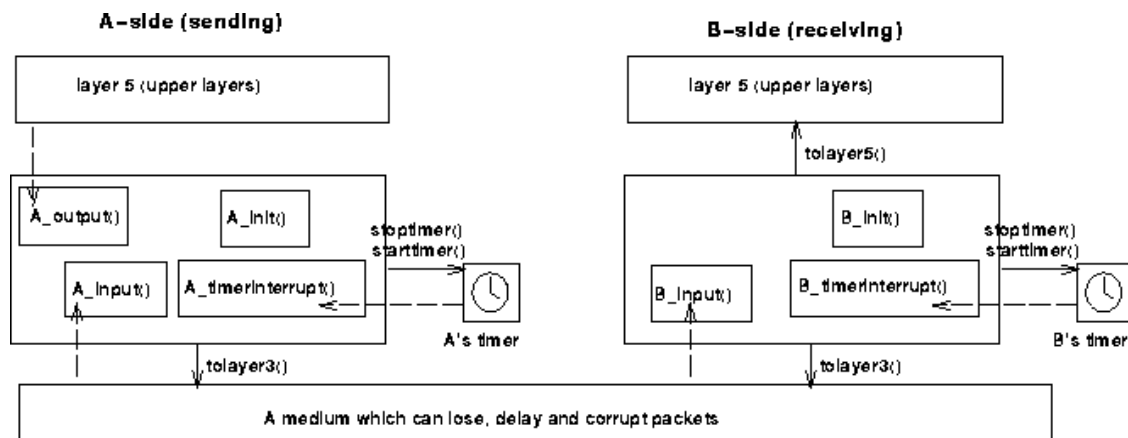 A-side (sending)
B-side (receiving)
layer 5 (upper layers)
layer 5 (upper layers)
tolayer5()
A_output()
A_init()
B_init()
stoptimer()
starttimer()
stoptimer()
starttimer()
A_input()
A_timerinterrupt()
B_input()
B_timerinterrupt()
A's timer
B's timer
tolayer3()
tolayer3()
A medium which can lose, delay and corrupt packets